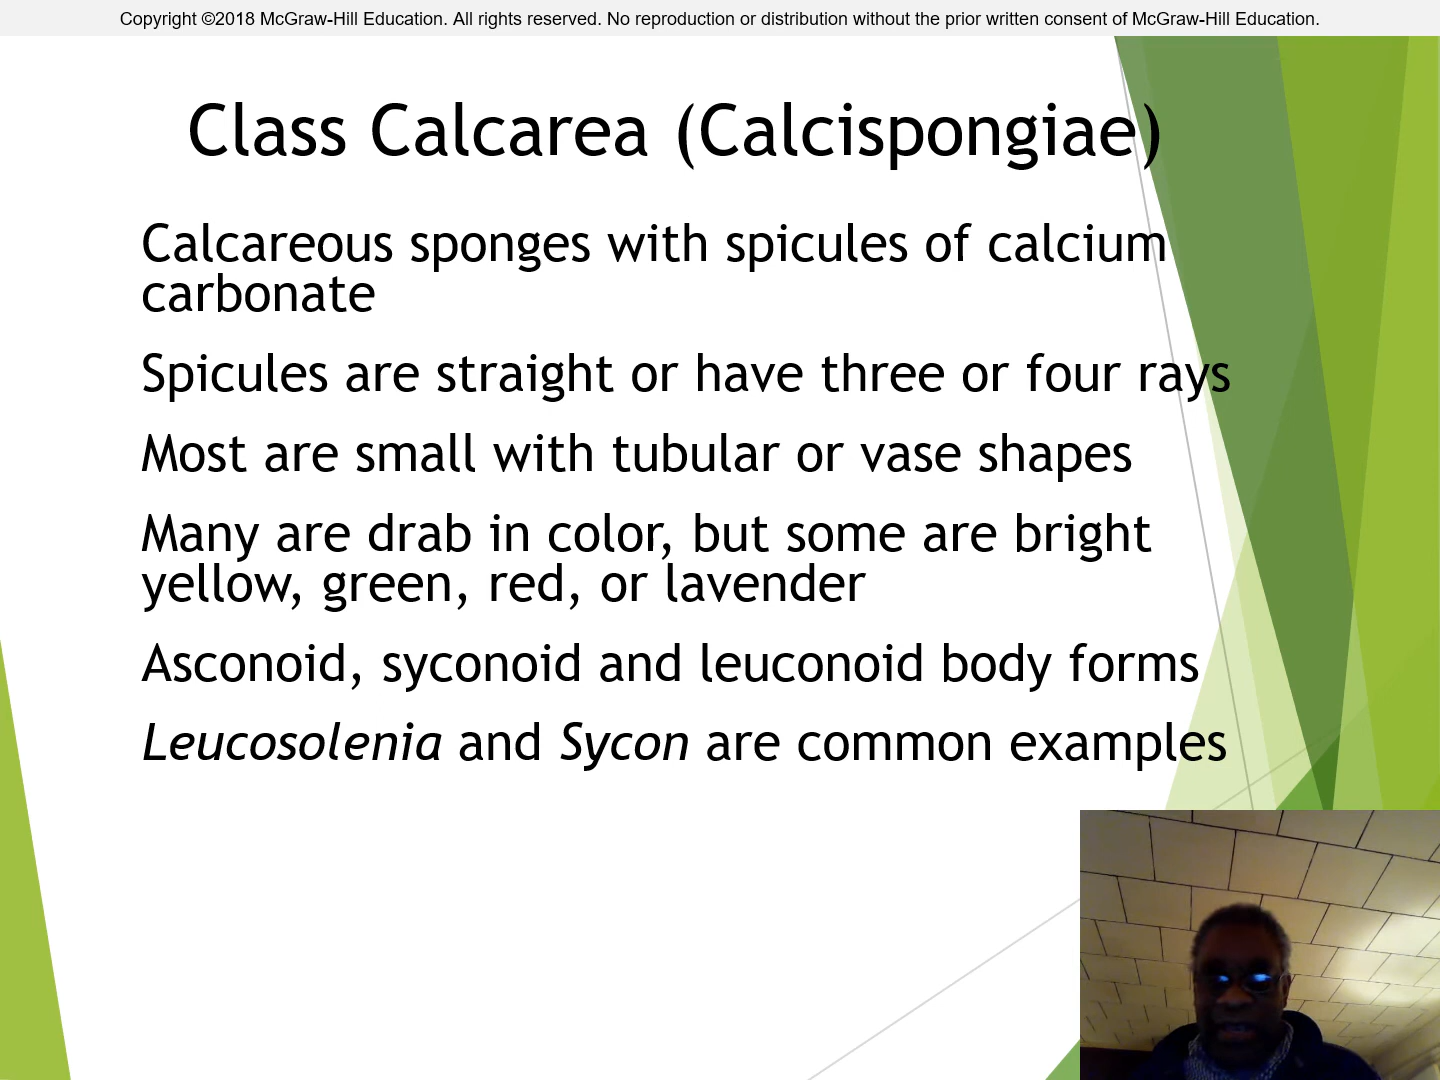 Copyright ©2018 McGraw-Hill Education. All rights reserved. No reproduction or distribution without the prior written consent of McGraw-Hill Education.
Class Calcarea (Calcispongiae)
Calcareous sponges with spicules of calcium
carbonate
Spicules are straight or have three or four rays
Most are small with tubular or vase shapes
Many are drab in color, but some are bright
yellow, green, red, or lavender
Asconoid, syconoid and leuconoid body forms
Leucosolenia and Sycon are common examples